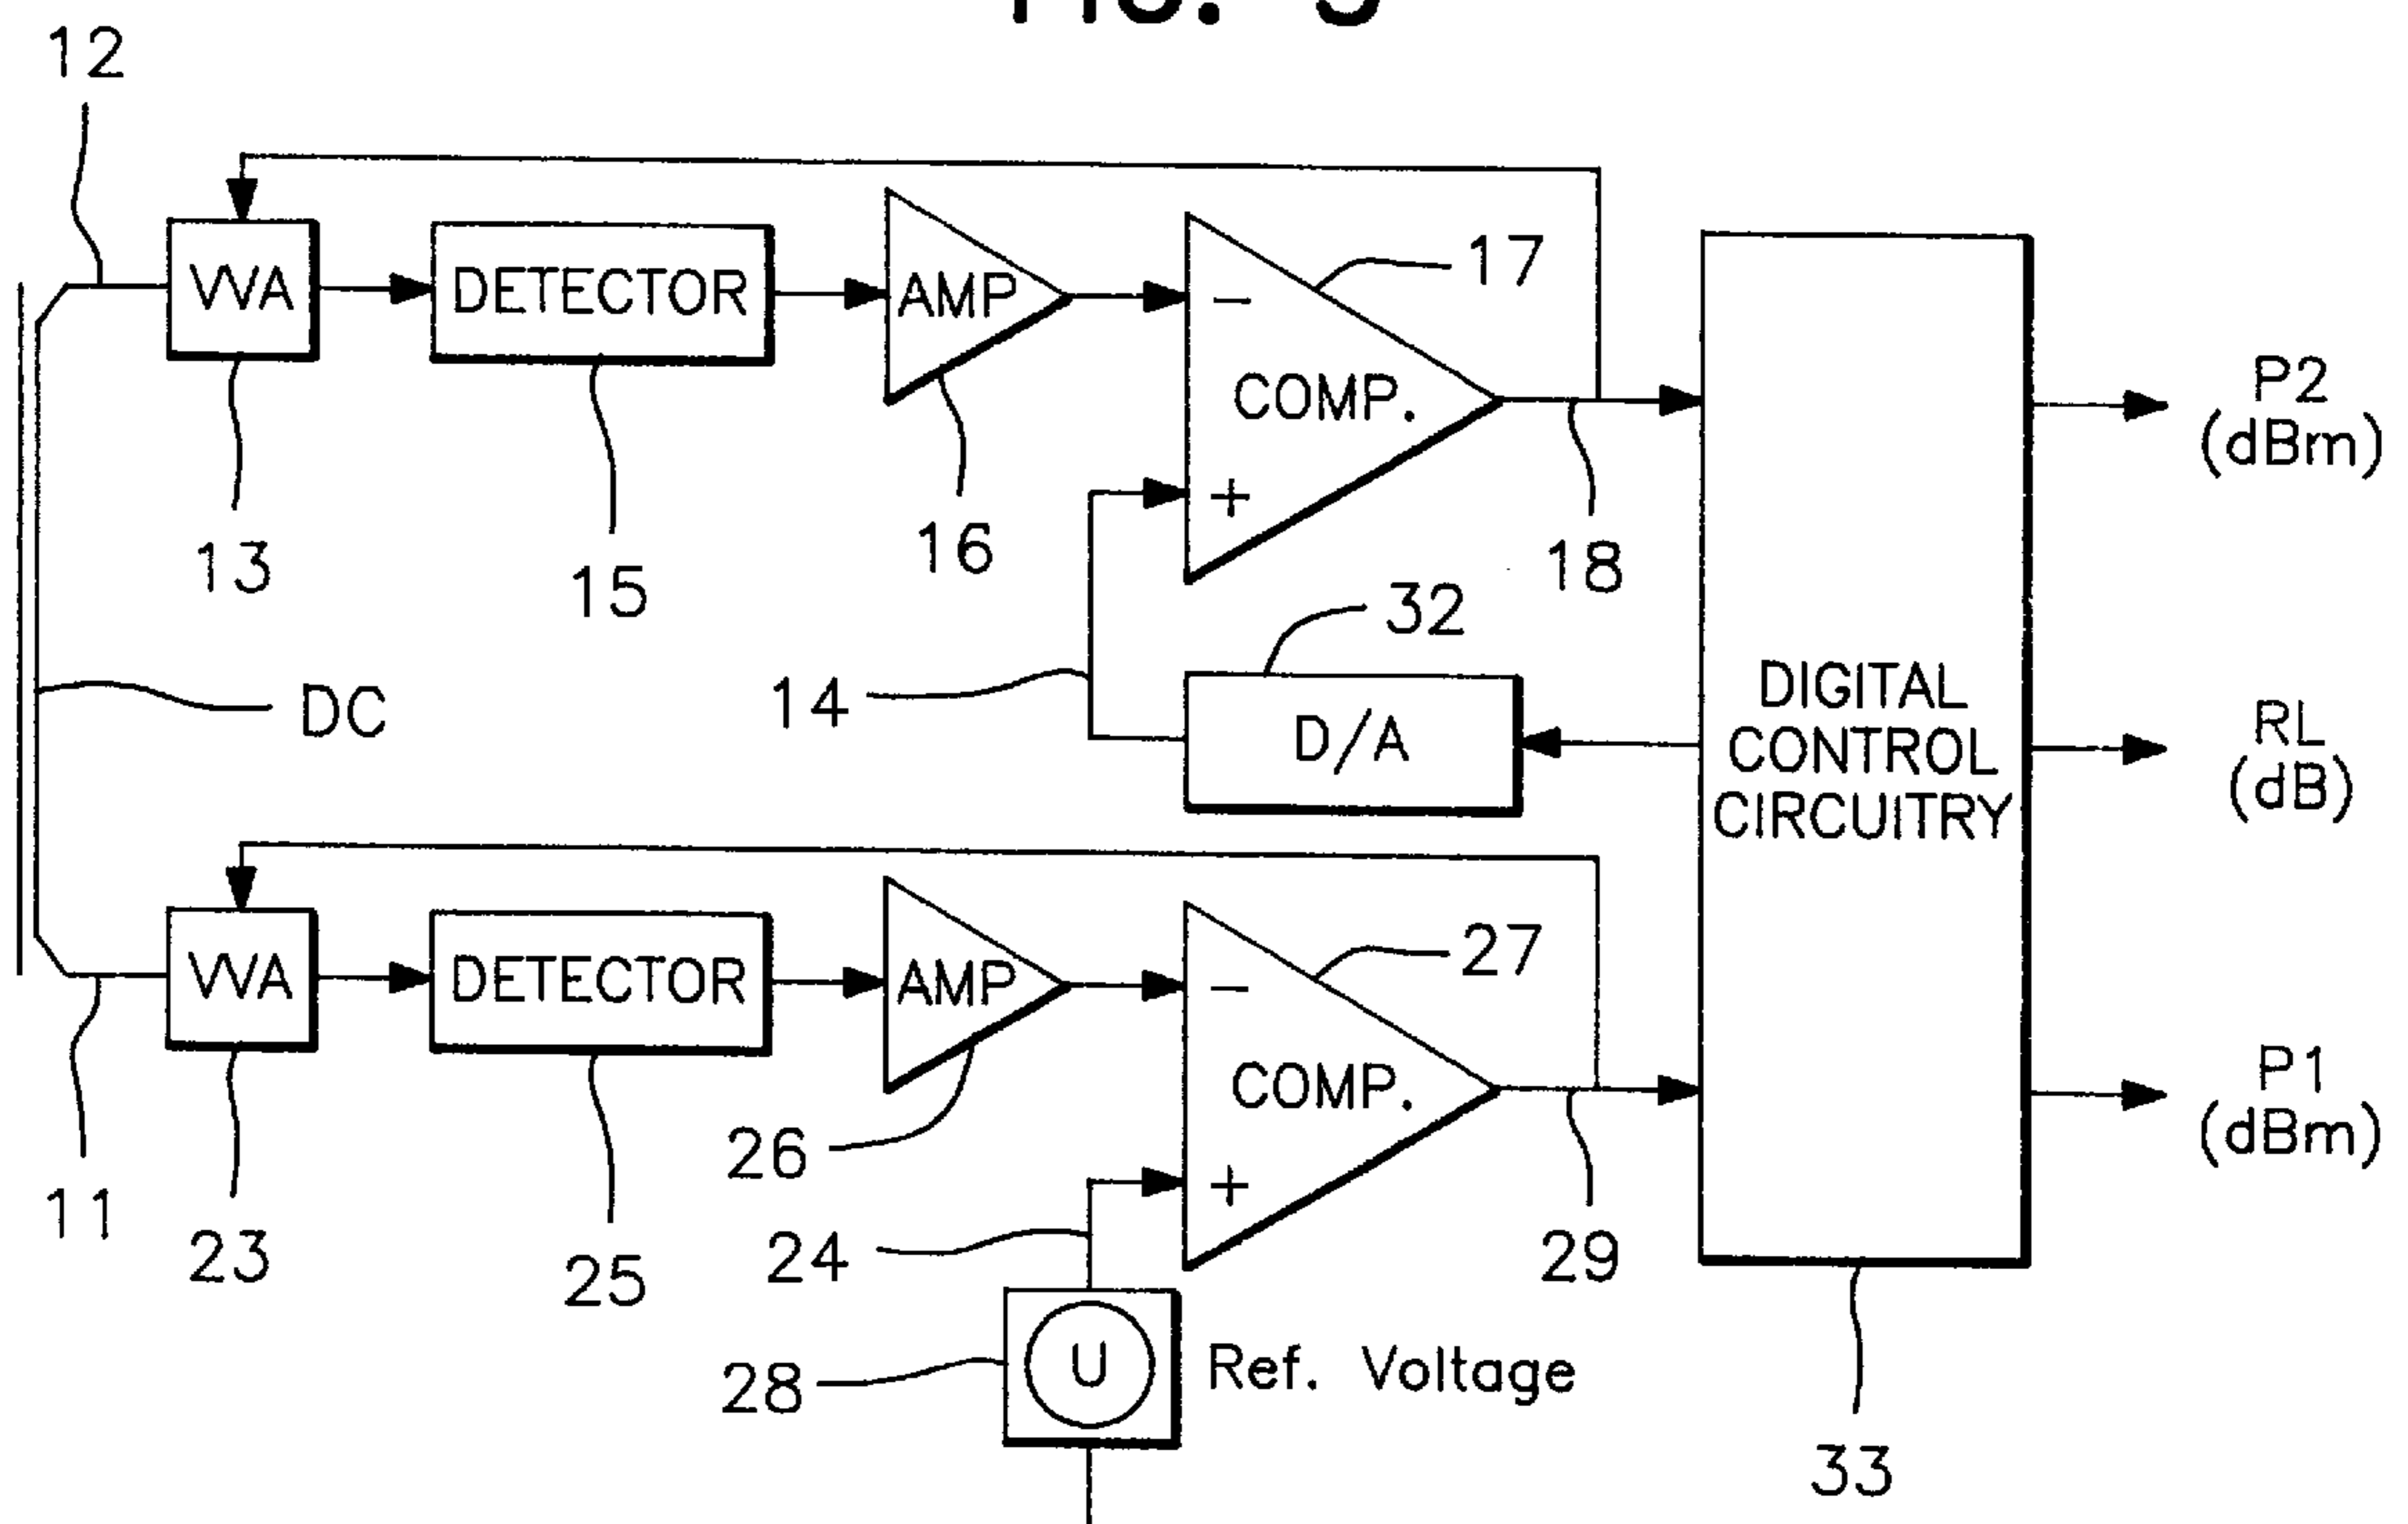 12
VVA
DETECTOR
AMP
−
COMP.
+
17
P2
(dBm)
13
15
16
18
32
14
DC
D/A
DIGITAL
CONTROL
CIRCUITRY
RL
(dB)
VVA
DETECTOR
AMP
−
COMP.
+
27
P1
(dBm)
11
23
25
26
24
29
28
U
Ref. Voltage
33